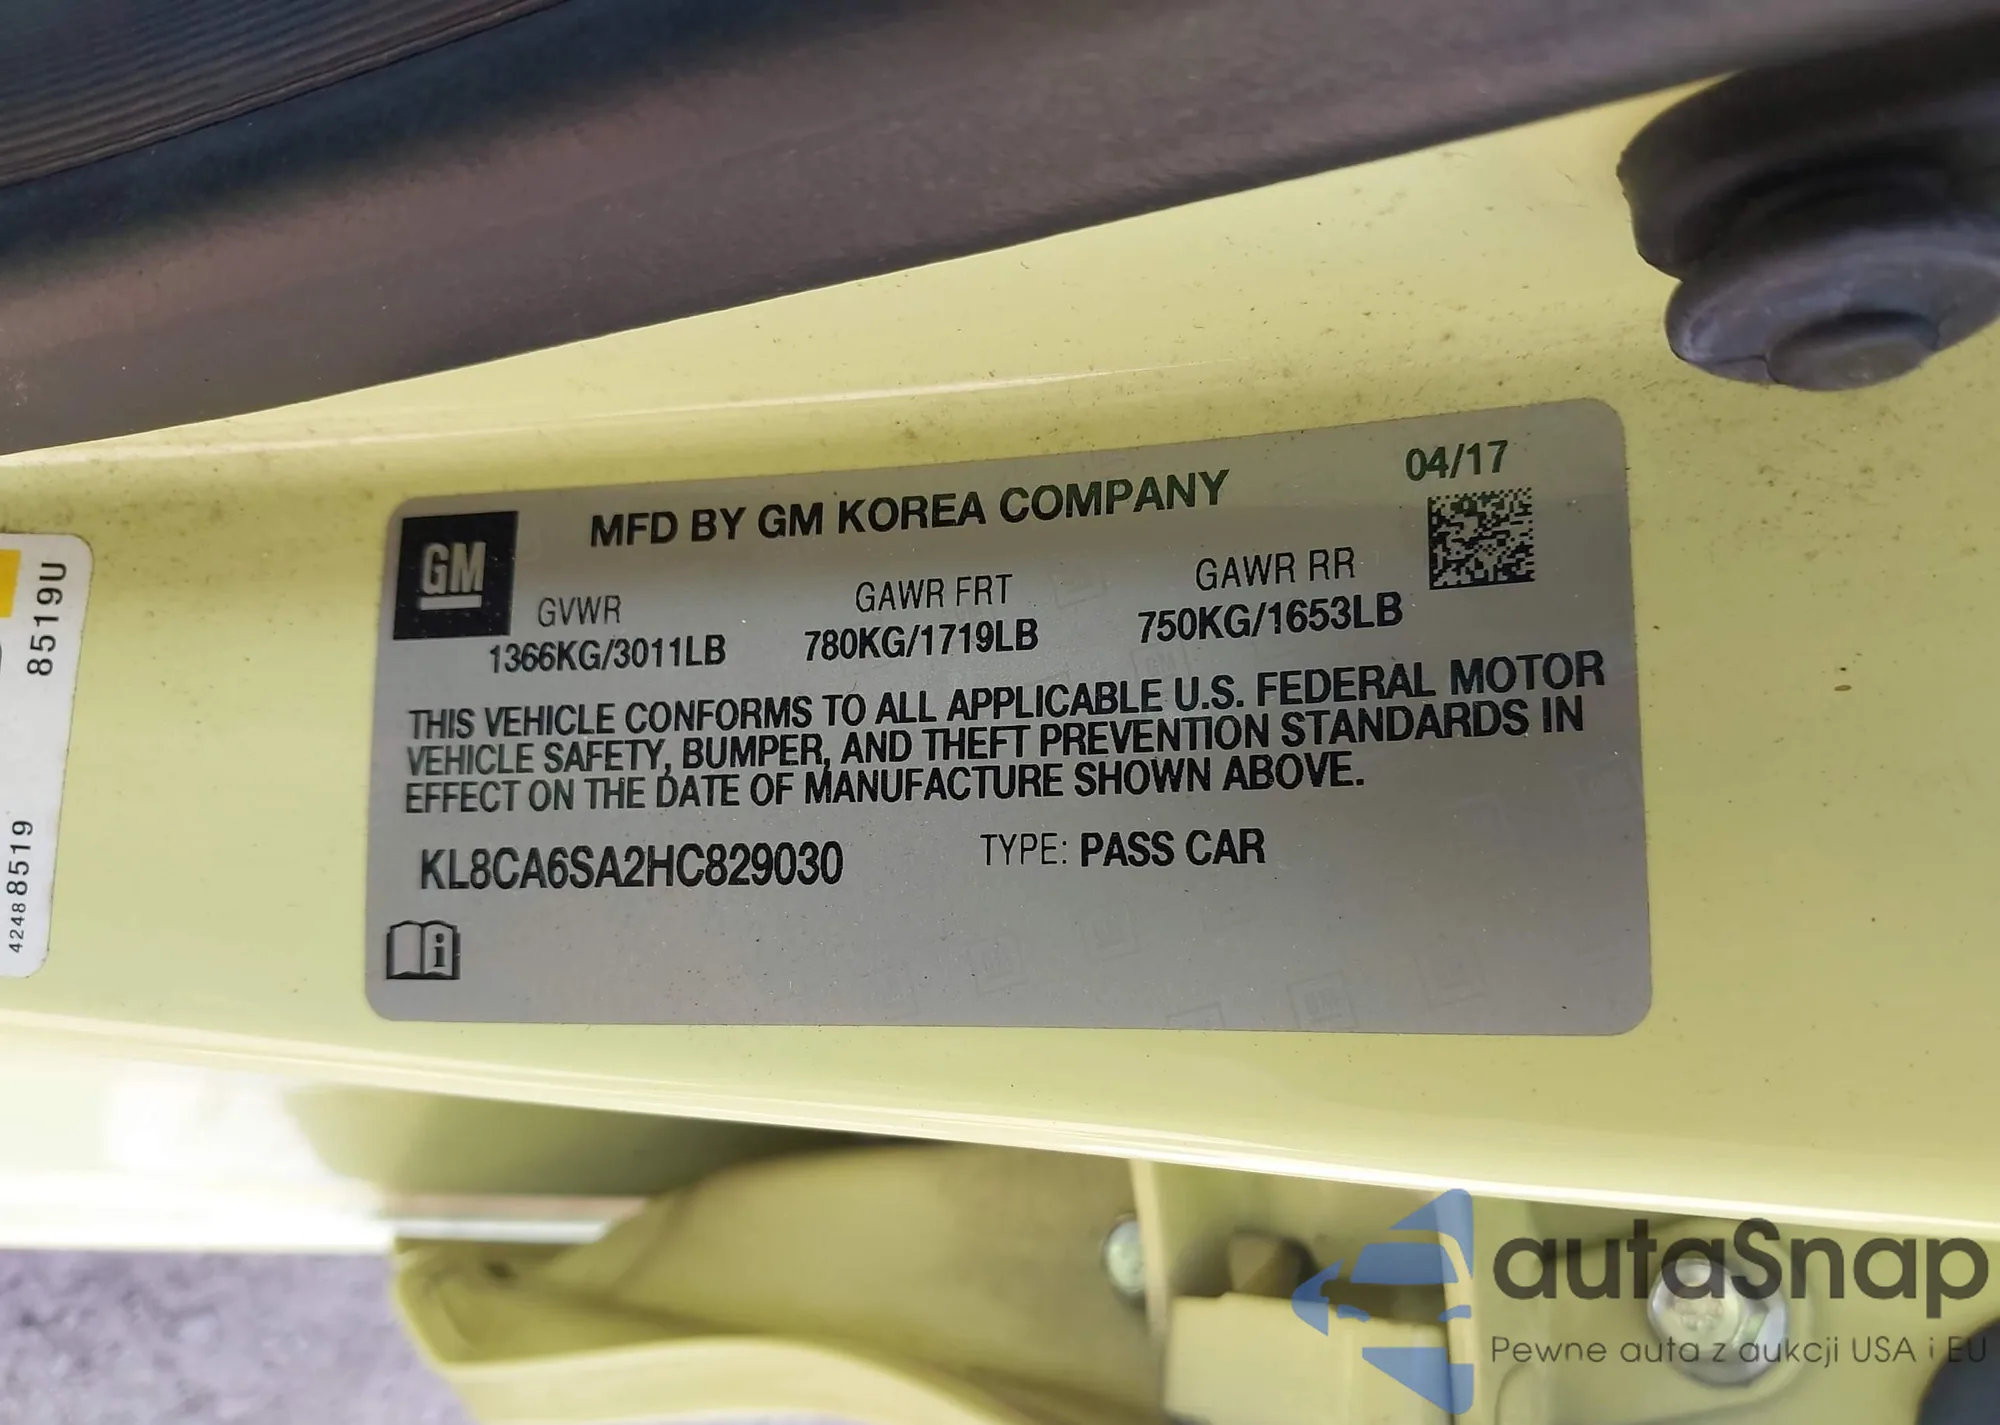 MFD BY GM KOREA COMPANY
04/17
GM
GVWR
GAWR FRT
GAWR RR
1366KG/3011LB
780KG/1719LB
750KG/1653LB
THIS VEHICLE CONFORMS TO ALL APPLICABLE U.S. FEDERAL MOTOR
VEHICLE SAFETY, BUMPER, AND THEFT PREVENTION STANDARDS IN
EFFECT ON THE DATE OF MANUFACTURE SHOWN ABOVE.
KL8CA6SA2HC829030
TYPE: PASS CAR
8519U
42488519
autaSnap
Pewne auta z aukcji USA i EU